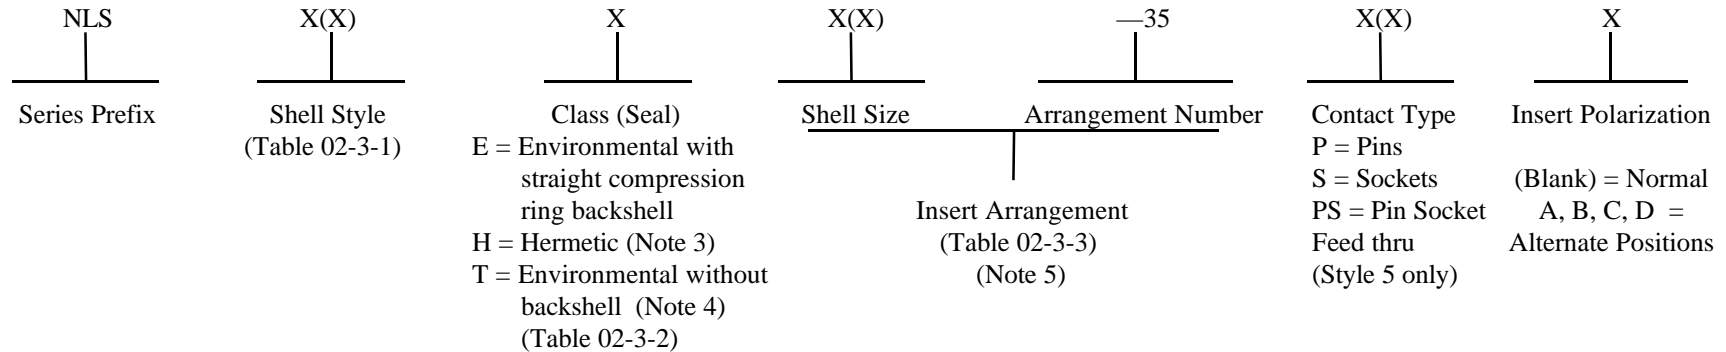 NLS X(X) X X(X) —35 X(X) X
Series Prefix Shell Style Class (Seal) Shell Size Arrangement Number Contact Type Insert Polarization
(Table 02-3-1)
E = Environmental with
straight compression
ring backshell
H = Hermetic (Note 3)
T = Environmental without
backshell (Note 4)
(Table 02-3-2)
Insert Arrangement
(Table 02-3-3)
(Note 5)
P = Pins
S = Sockets
PS = Pin Socket
Feed thru
(Style 5 only)
(Blank) = Normal
A, B, C, D =
Alternate Positions